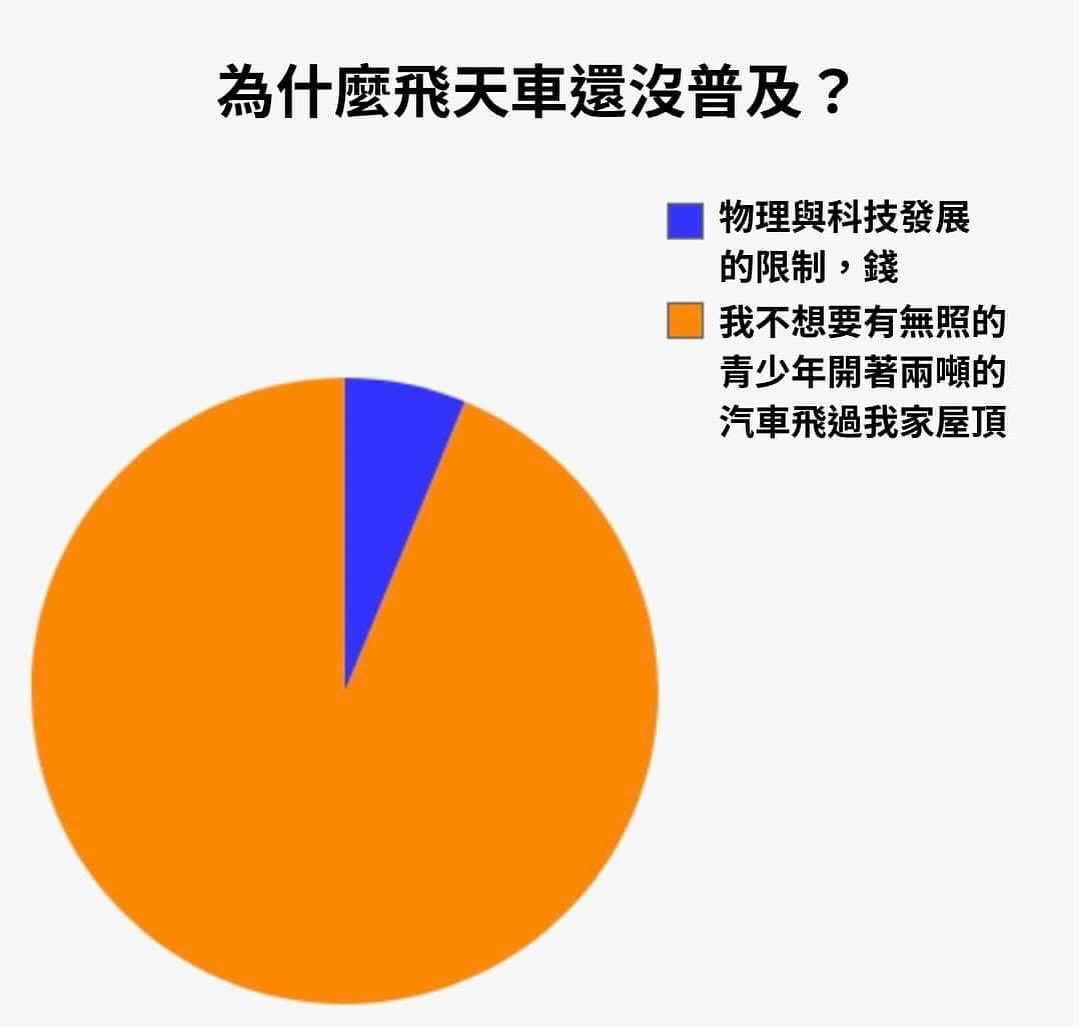 為什麼飛天車還沒普及？
物理與科技發展
的限制，錢
我不想要有無照的
青少年開著兩噸的
汽車飛過我家屋頂